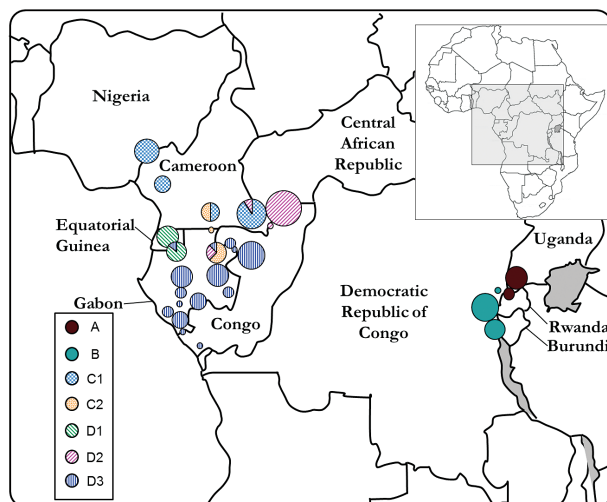 Nigeria
Cameroon
Central
African
Republic
Equatorial
Guinea
Gabon
Congo
Democratic
Republic of
Congo
Uganda
Rwanda
Burundi
A
B
C1
C2
D1
D2
D3